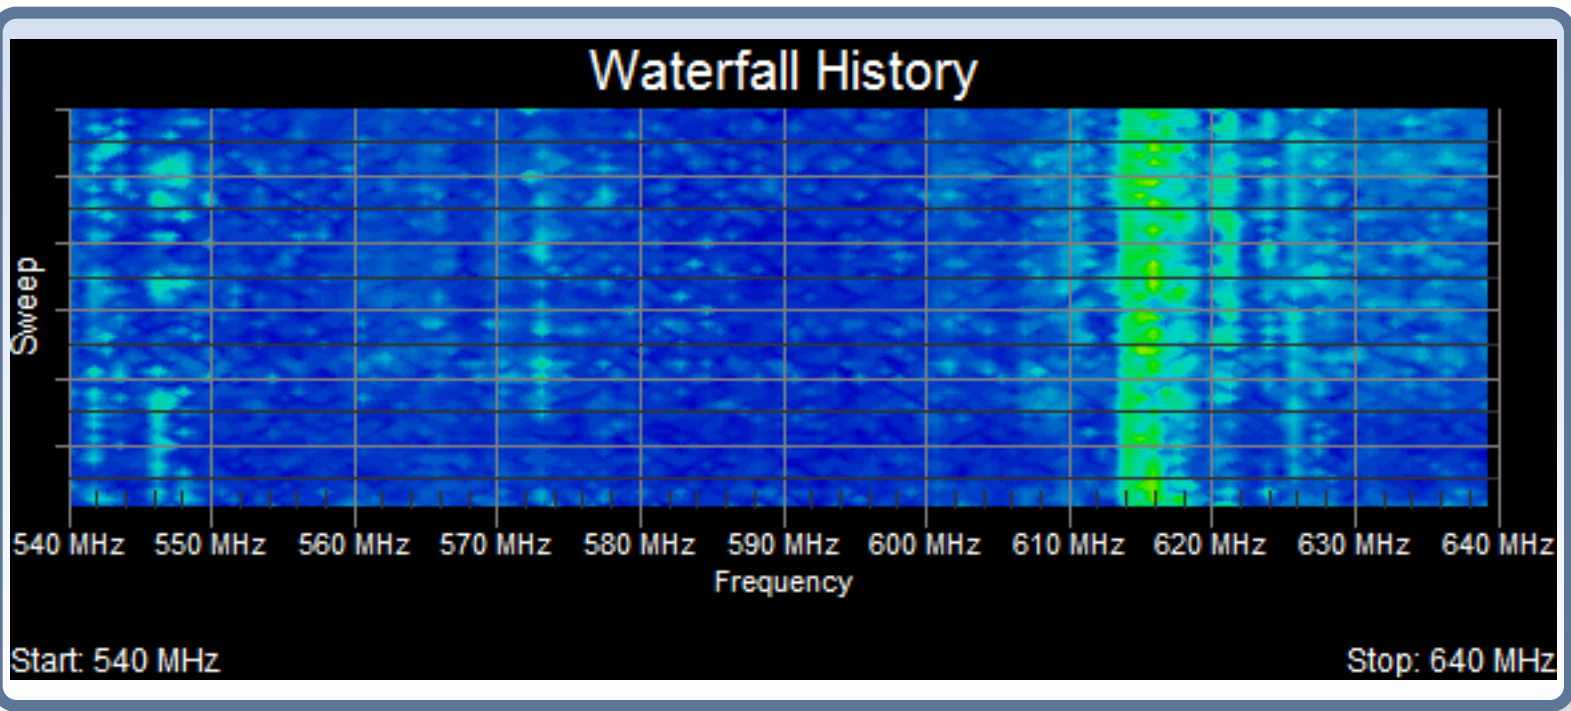 Waterfall History
Sweep
540 MHz 550 MHz 560 MHz 570 MHz 580 MHz 590 MHz 600 MHz 610 MHz 620 MHz 630 MHz 640 MHz
Frequency
Start: 540 MHz Stop: 640 MHz